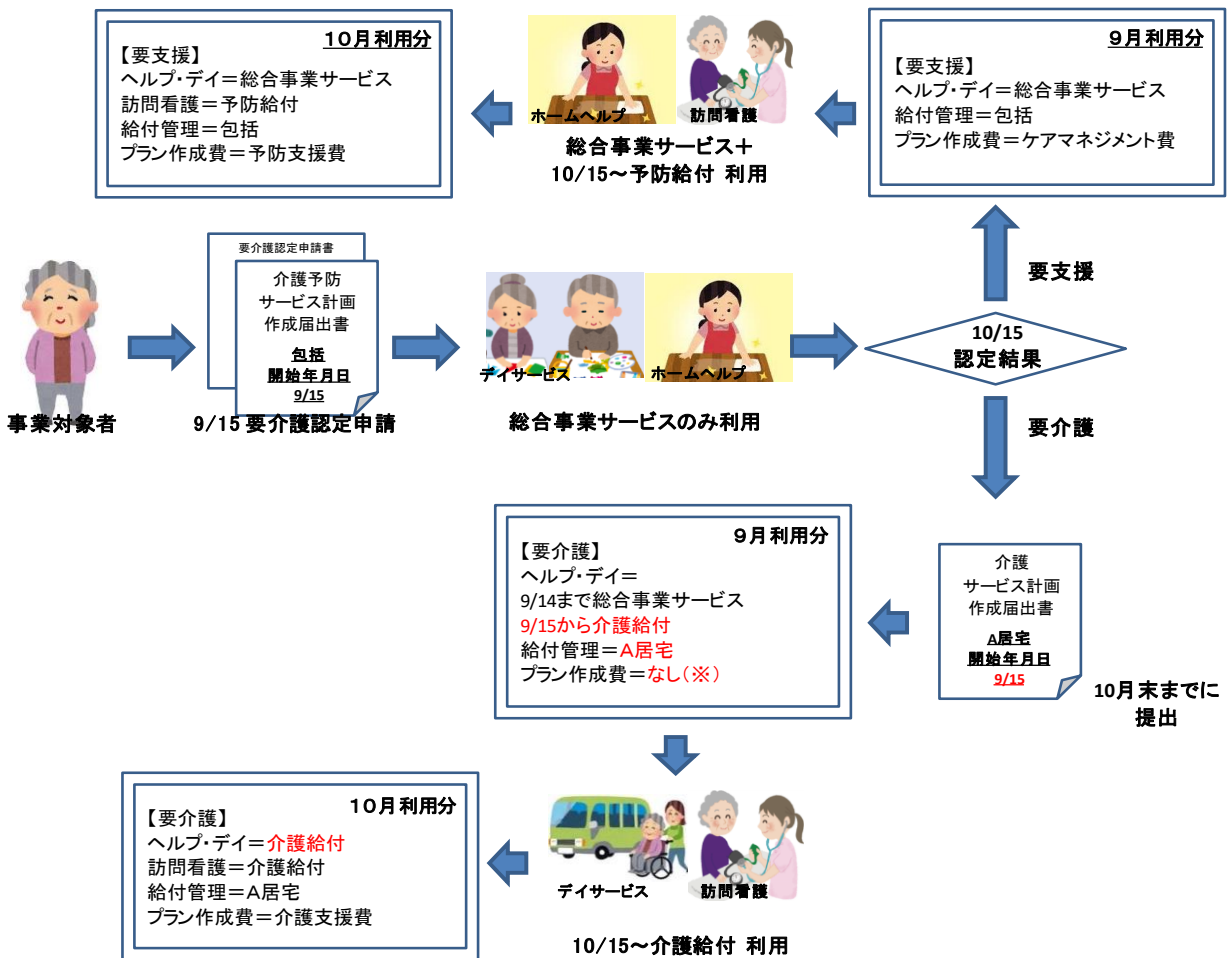 10月利用分
【要支援】
ヘルプ・デイ＝総合事業サービス
訪問看護＝予防給付
給付管理＝包括
プラン作成費＝予防支援費
ホームヘルプ
訪問看護
総合事業サービス＋
10/15～予防給付 利用
9月利用分
【要支援】
ヘルプ・デイ＝総合事業サービス
給付管理＝包括
プラン作成費＝ケアマネジメント費
要支援
事業対象者
要介護認定申請書
介護予防
サービス計画
作成届出書
包括
開始年月日
9/15
9/15 要介護認定申請
デイサービス
ホームヘルプ
総合事業サービスのみ利用
10/15
認定結果
要介護
介護
サービス計画
作成届出書
A居宅
開始年月日
9/15
10月末までに
提出
9月利用分
【要介護】
ヘルプ・デイ＝
9/14まで総合事業サービス
9/15から介護給付
給付管理＝A居宅
プラン作成費＝なし（※）
デイサービス
訪問看護
10/15～介護給付 利用
10月利用分
【要介護】
ヘルプ・デイ＝介護給付
訪問看護＝介護給付
給付管理＝A居宅
プラン作成費＝介護支援費